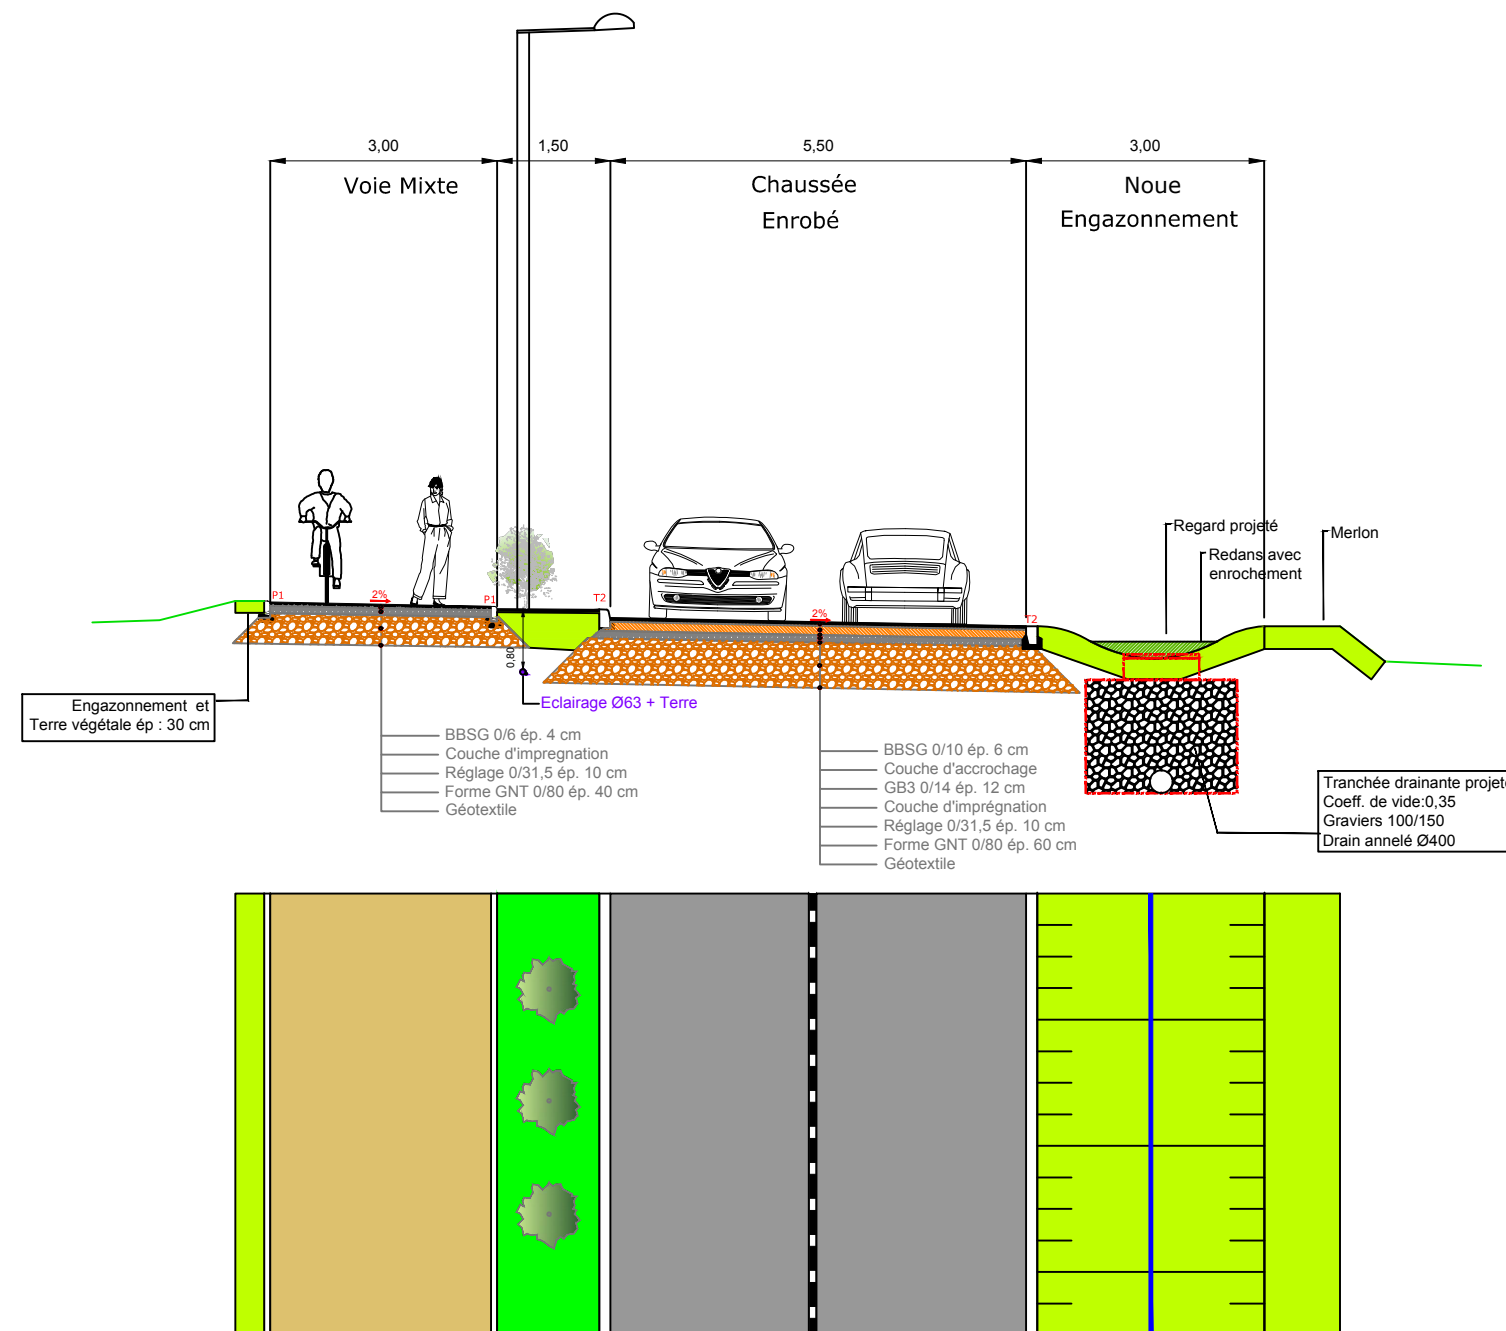 3,00
1,50
5,50
3,00
Voie Mixte
Chaussée
Enrobé
Noue
Engazonnement
Regard projeté
Redans avec
enrochement
Merlon
P1
2%
P1
T2
2%
T2
0,80
Engazonnement et
Terre végétale ép : 30 cm
Eclairage Ø63 + Terre
BBSG 0/6 ép. 4 cm
Couche d'impregnation
Réglage 0/31,5 ép. 10 cm
Forme GNT 0/80 ép. 40 cm
Géotextile
BBSG 0/10 ép. 6 cm
Couche d'accrochage
GB3 0/14 ép. 12 cm
Couche d'imprégnation
Réglage 0/31,5 ép. 10 cm
Forme GNT 0/80 ép. 60 cm
Géotextile
Tranchée drainante projet
Coeff. de vide:0,35
Graviers 100/150
Drain annelé Ø400